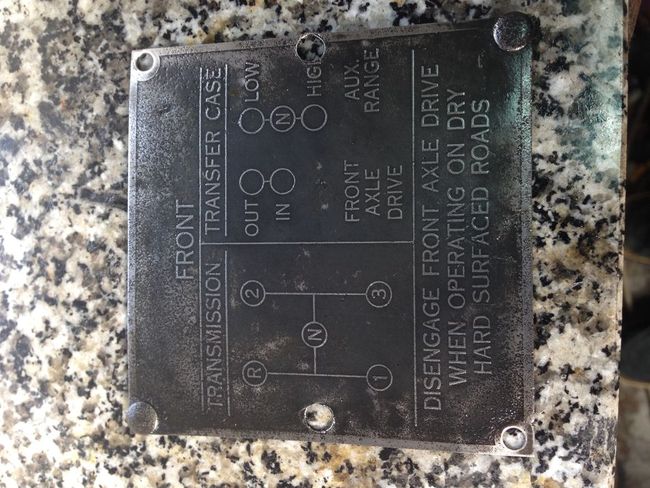 FRONT
TRANSMISSION TRANSFER CASE
R 2 OUT LOW
IN N
N HIGH
FRONT AUX.
1 3 AXLE RANGE
DRIVE
DISENGAGE FRONT AXLE DRIVE
WHEN OPERATING ON DRY
HARD SURFACED ROADS